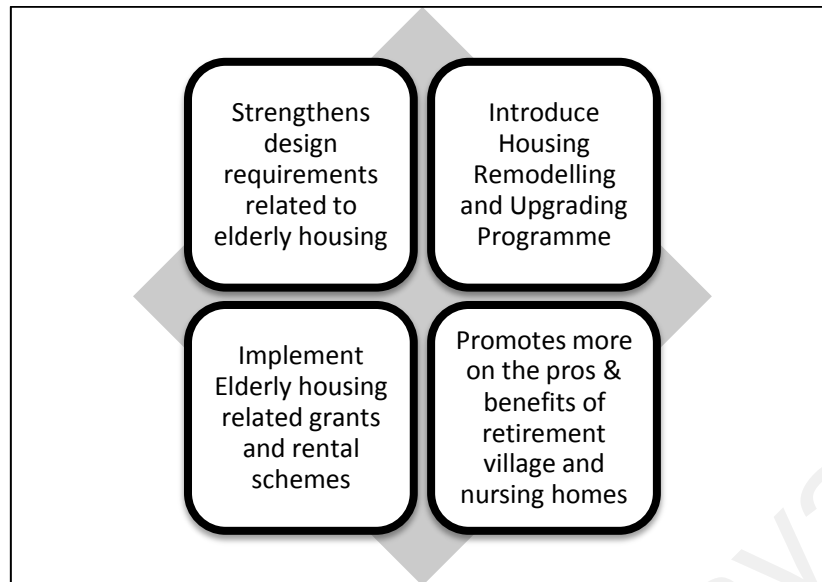 Strengthens
design
requirements
related to
elderly housing
Introduce
Housing
Remodelling
and Upgrading
Programme
Implement
Elderly housing
related grants
and rental
schemes
Promotes more
on the pros &
benefits of
retirement
village and
nursing homes